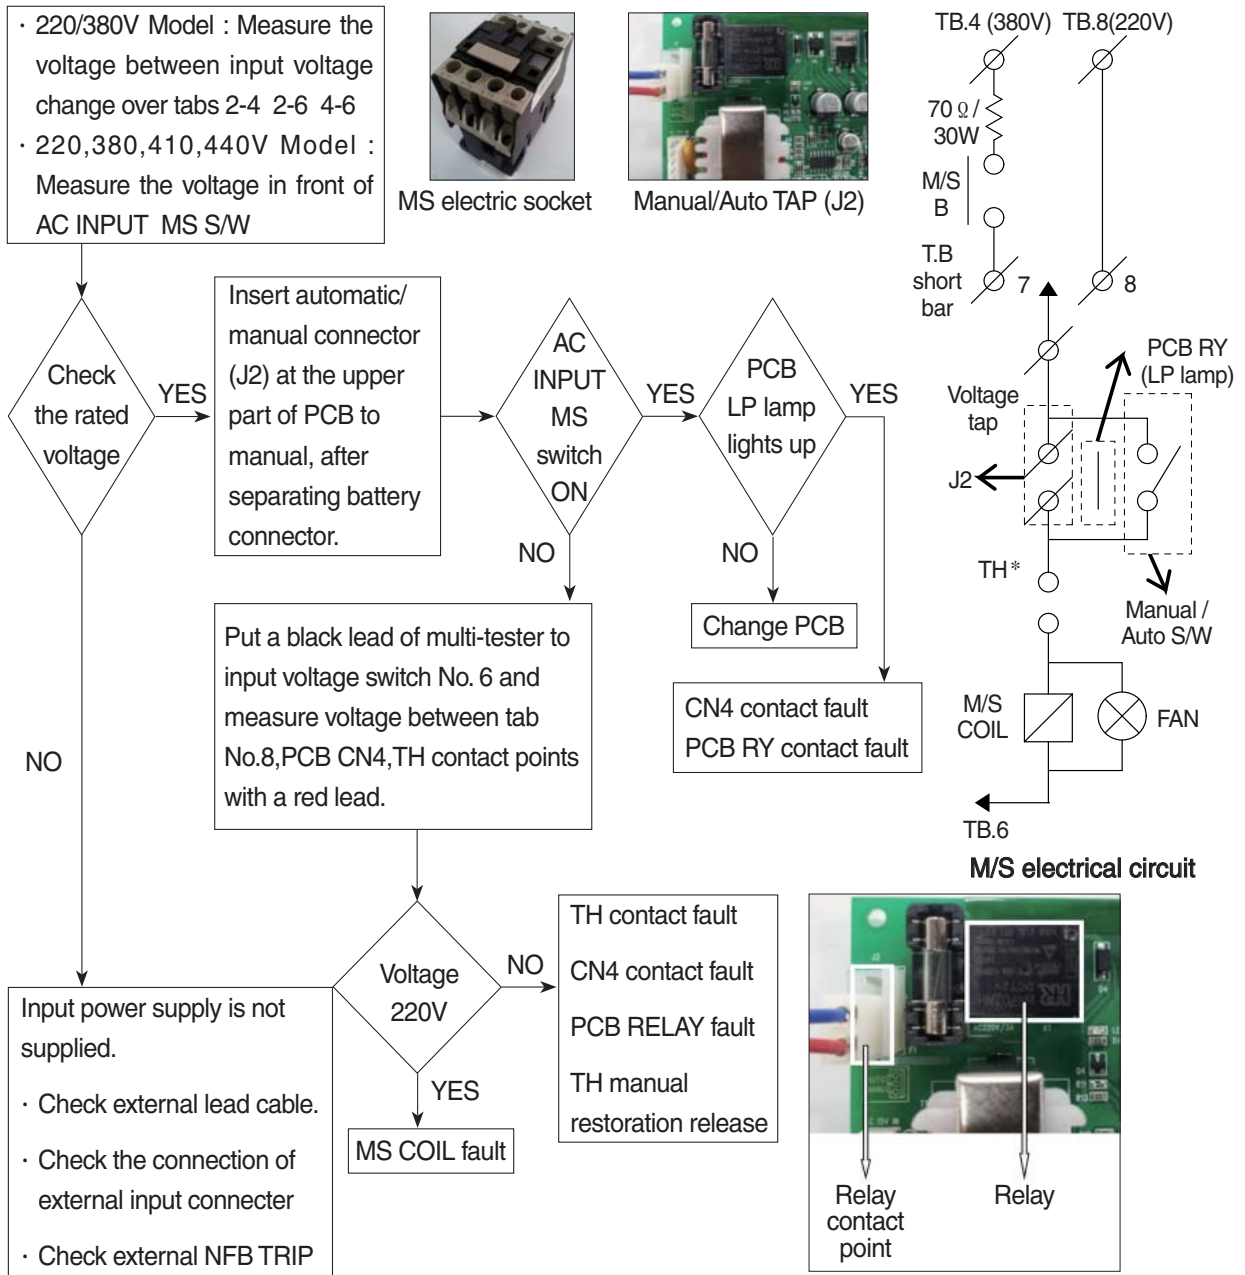 · 220/380V Model : Measure the
voltage between input voltage
change over tabs 2-4 2-6 4-6
· 220,380,410,440V Model :
Measure the voltage in front of
AC INPUT MS S/W
MS electric socket
Manual/Auto TAP (J2)
TB.4 (380V)
TB.8(220V)
70 Ω /
30W
M/S
B
T.B
short
bar
7
8
PCB RY
(LP lamp)
Voltage
tap
J2
TH*
Manual /
Auto S/W
M/S
COIL
FAN
TB.6
M/S electrical circuit
Check
the rated
voltage
YES
Insert automatic/
manual connector
(J2) at the upper
part of PCB to
manual, after
separating battery
connector.
AC
INPUT
MS
switch
ON
YES
PCB
LP lamp
lights up
YES
NO
NO
Change PCB
CN4 contact fault
PCB RY contact fault
Put a black lead of multi-tester to
input voltage switch No. 6 and
measure voltage between tab
No.8,PCB CN4,TH contact points
with a red lead.
NO
Voltage
220V
NO
TH contact fault
CN4 contact fault
PCB RELAY fault
TH manual
restoration release
YES
MS COIL fault
Input power supply is not
supplied.
· Check external lead cable.
· Check the connection of
external input connecter
· Check external NFB TRIP
Relay
contact
point
Relay